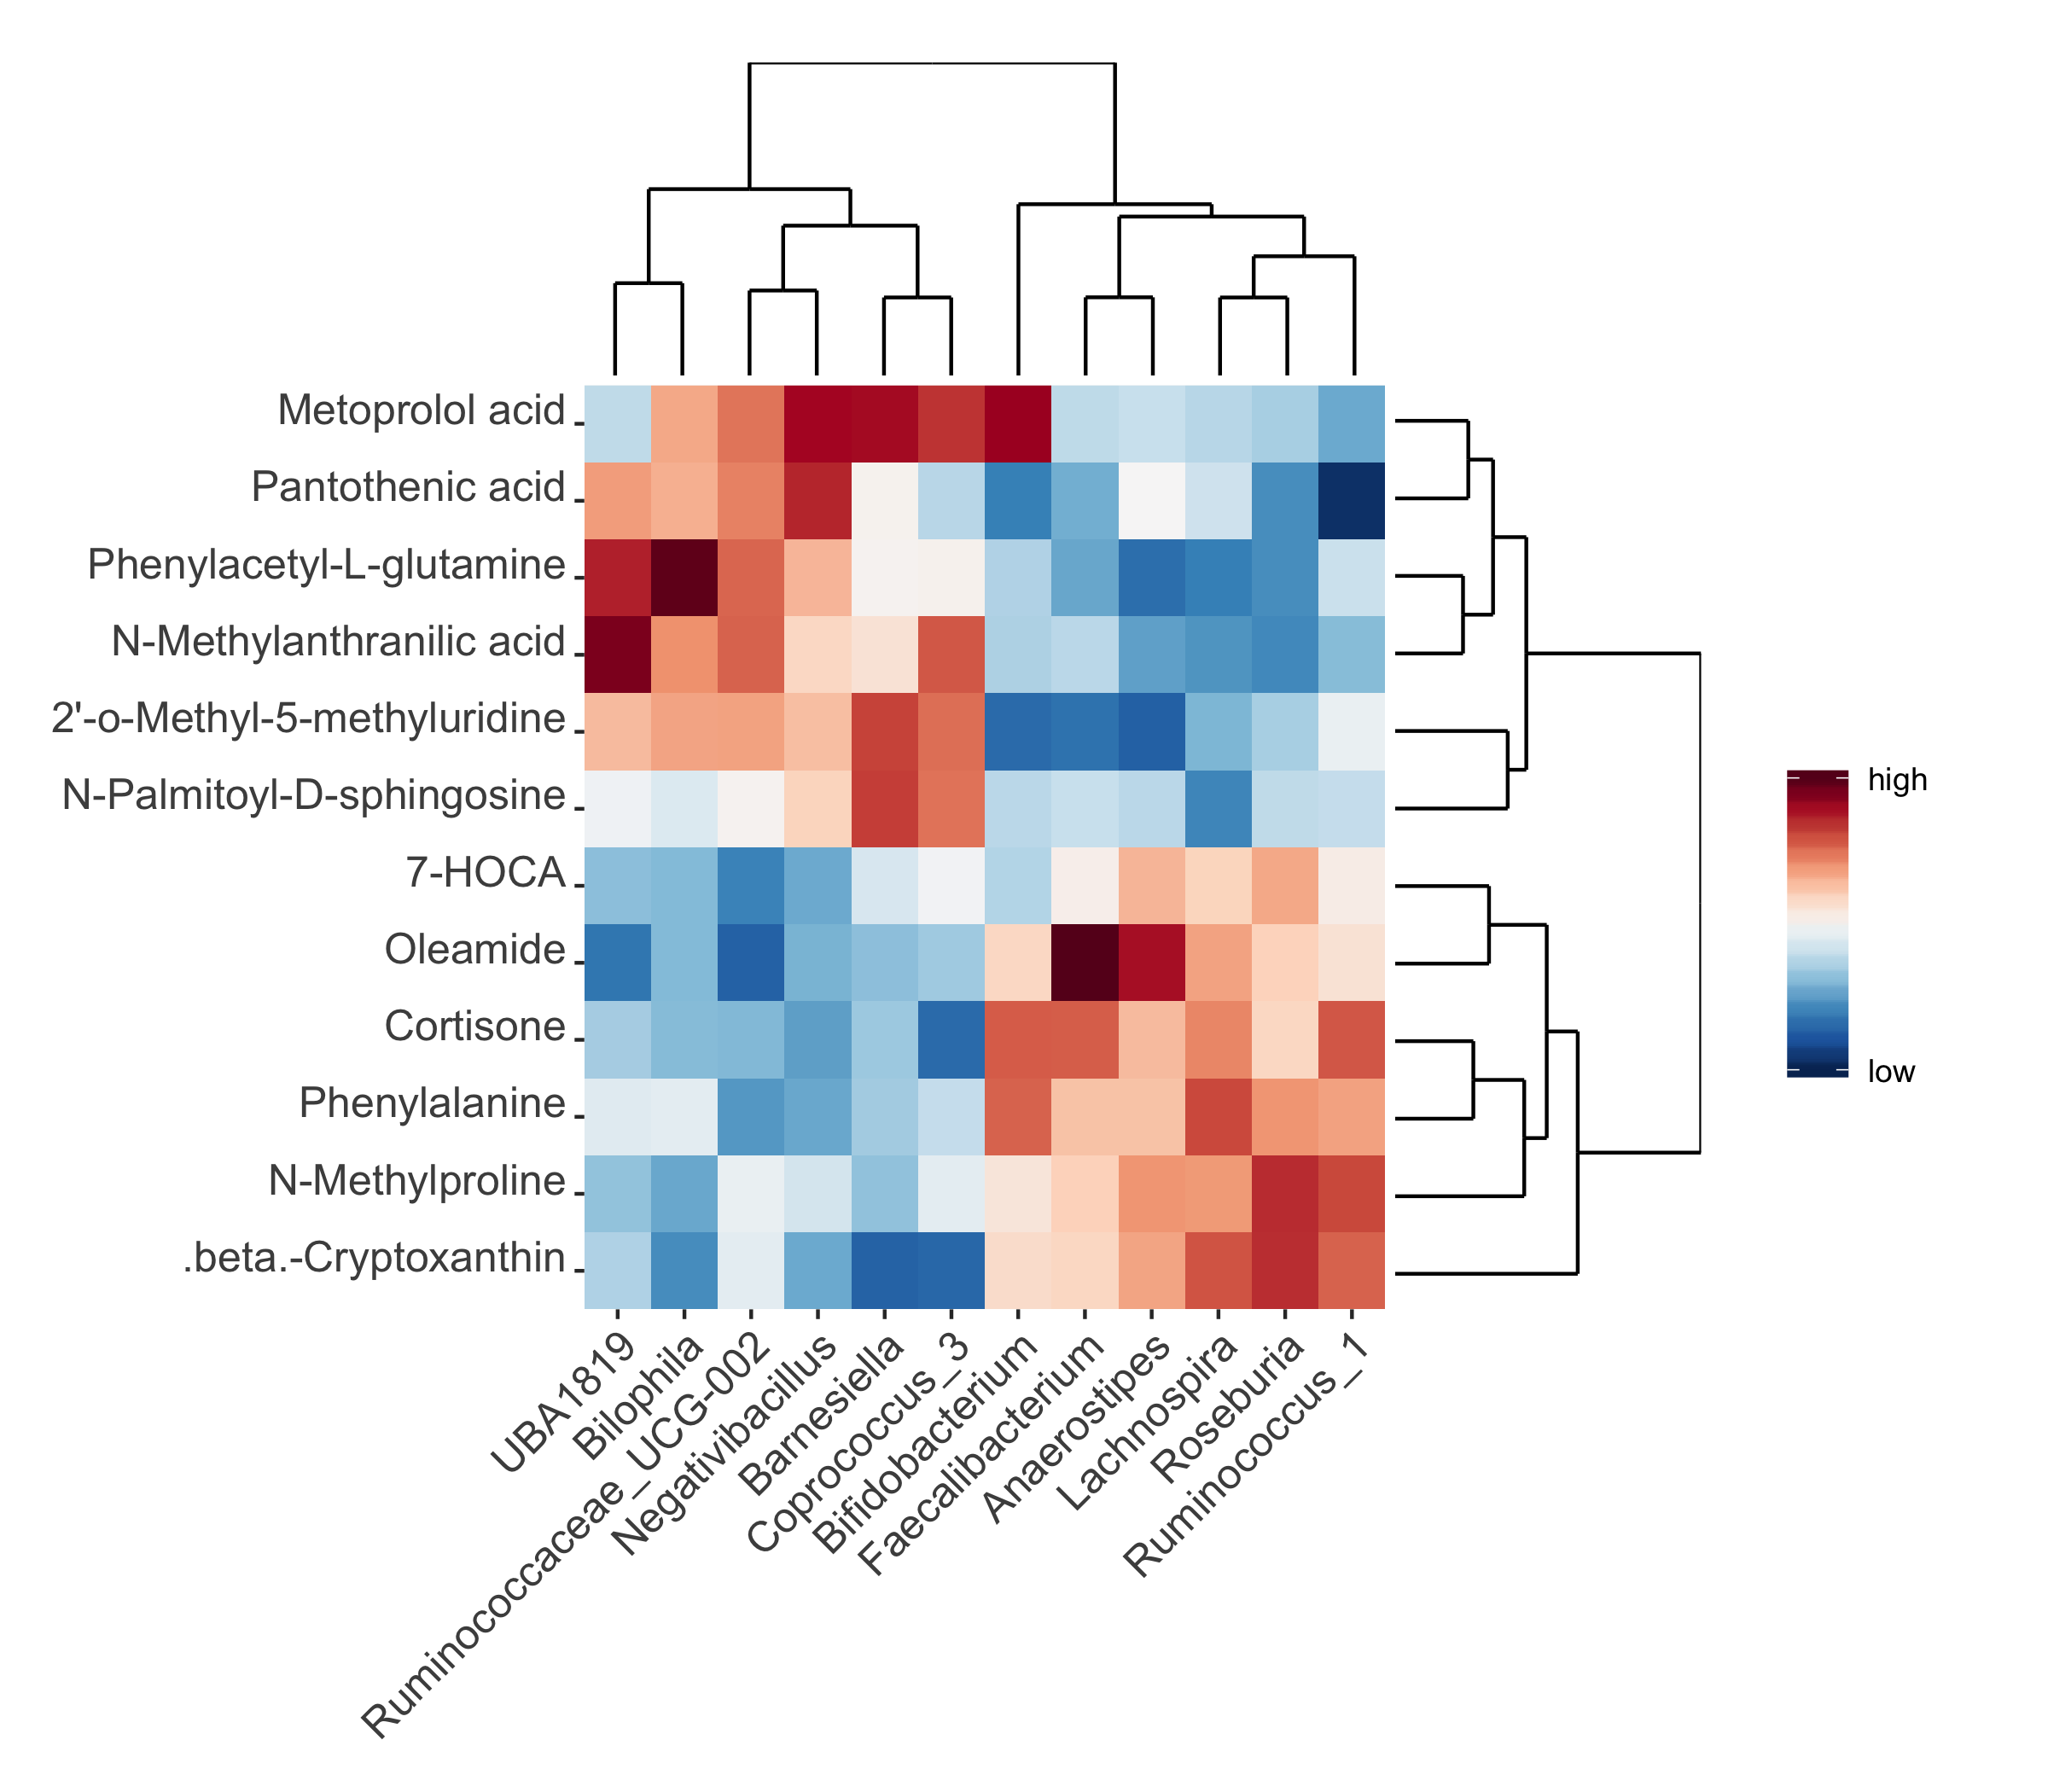 Metoprolol acid
Pantothenic acid
Phenylacetyl-L-glutamine
N-Methylanthranilic acid
2'-o-Methyl-5-methyluridine
N-Palmitoyl-D-sphingosine
7-HOCA
Oleamide
Cortisone
Phenylalanine
N-Methylproline
.beta.-Cryptoxanthin
high
low
UBA1819
Bilophila
Ruminococcaceae_UCG-002
Negativibacillus
Barnesiella
Coprococcus_3
Bifidobacterium
Faecalibacterium
Anaerostipes
Lachnospira
Roseburia
Ruminococcus_1